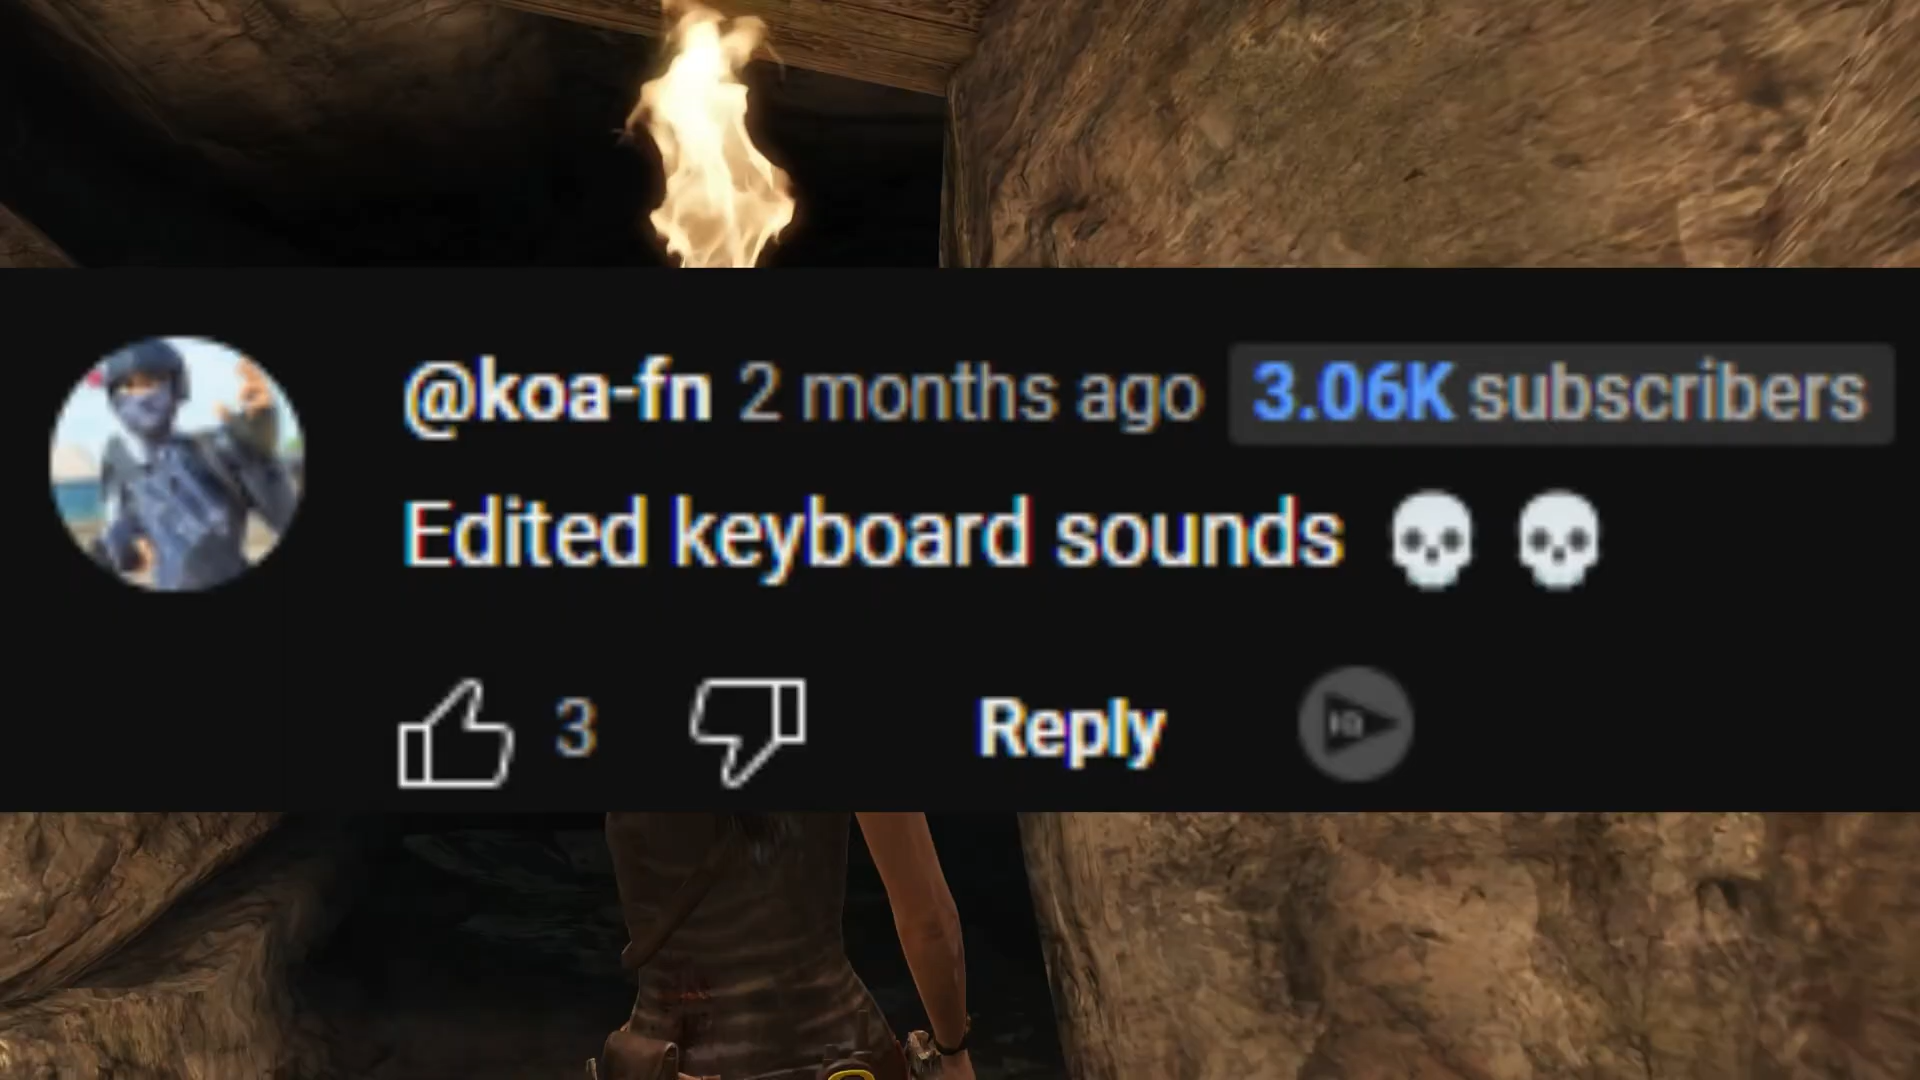 @koa-fn 2 months ago 3.06K subscribers
Edited keyboard sounds 💀 💀
3 Reply